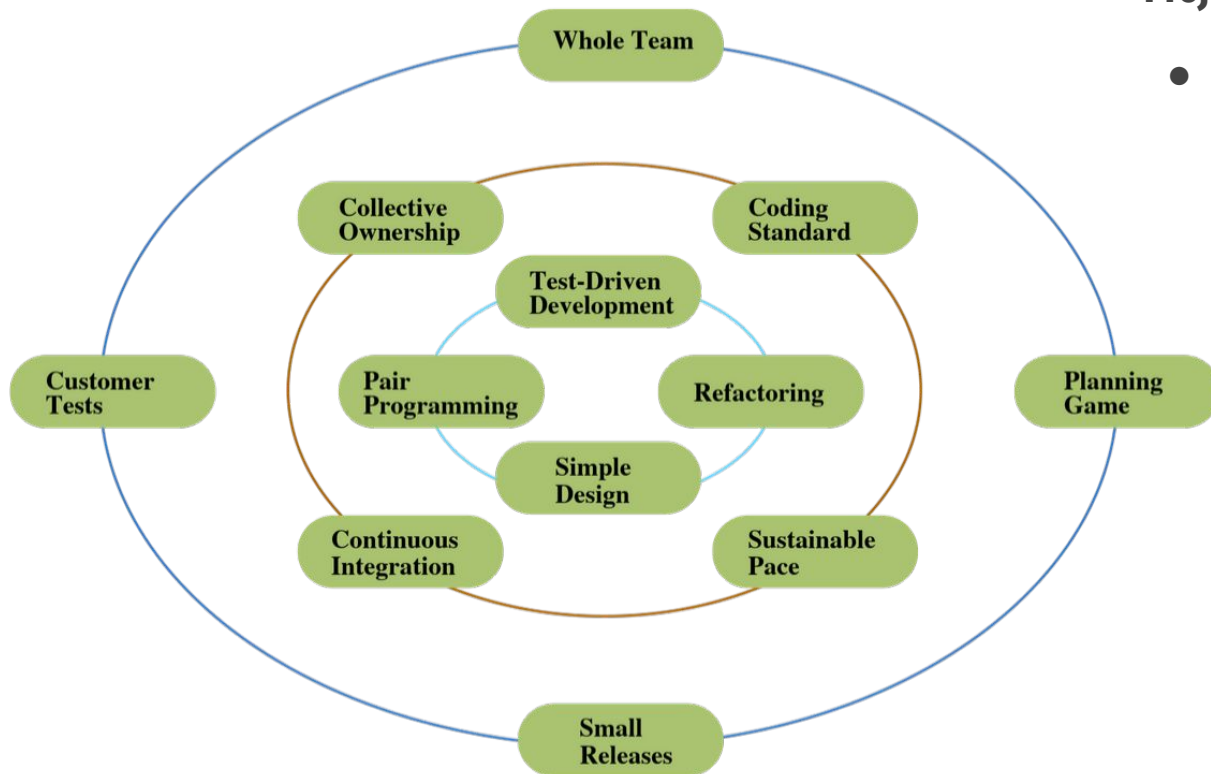 Whole Team
Collective
Ownership
Coding
Standard
Test-Driven
Development
Customer
Tests
Pair
Programming
Refactoring
Planning
Game
Simple
Design
Continuous
Integration
Sustainable
Pace
Small
Releases